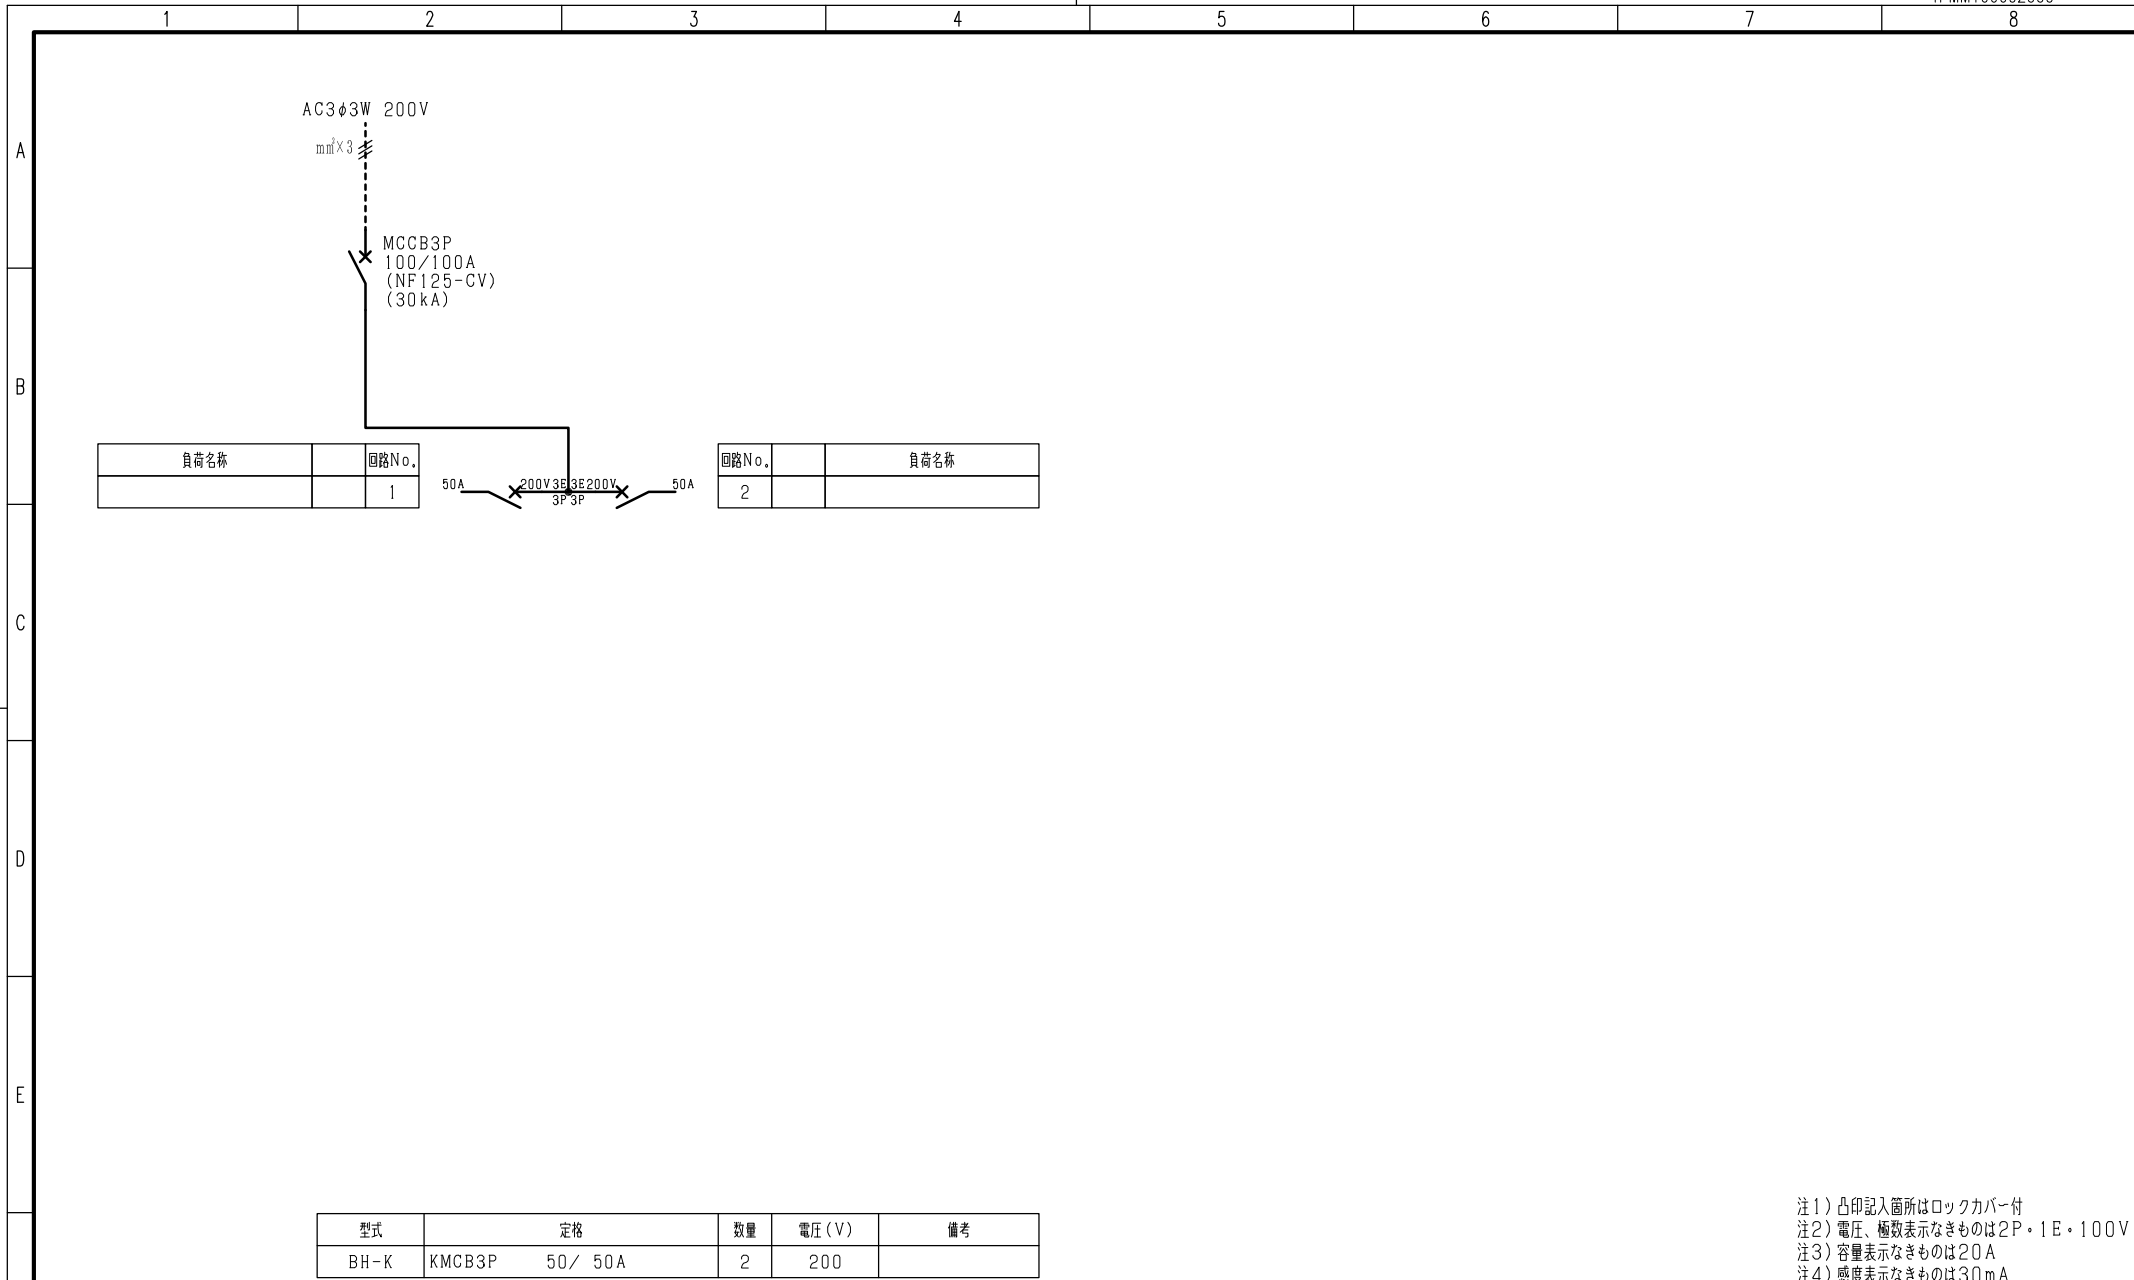 1 2 3 4 5 6 7 8
A
AC3φ3W 200V
mm²×3
MCCB3P
100/100A
(NF125-CV)
(30kA)
B
負荷名称 回路No. 回路No. 負荷名称
1 50A 200V3E 3E200V 50A 2
3P 3P
C
D
E
型式 定格 数量 電圧(V) 備考
BH-K KMCB3P 50/ 50A 2 200
注1)凸印記入箇所はロックカバー付
注2)電圧、極数表示なきものは2P・1E・100V
注3)容量表示なきものは20A
注4)感度表示なきものは30mA